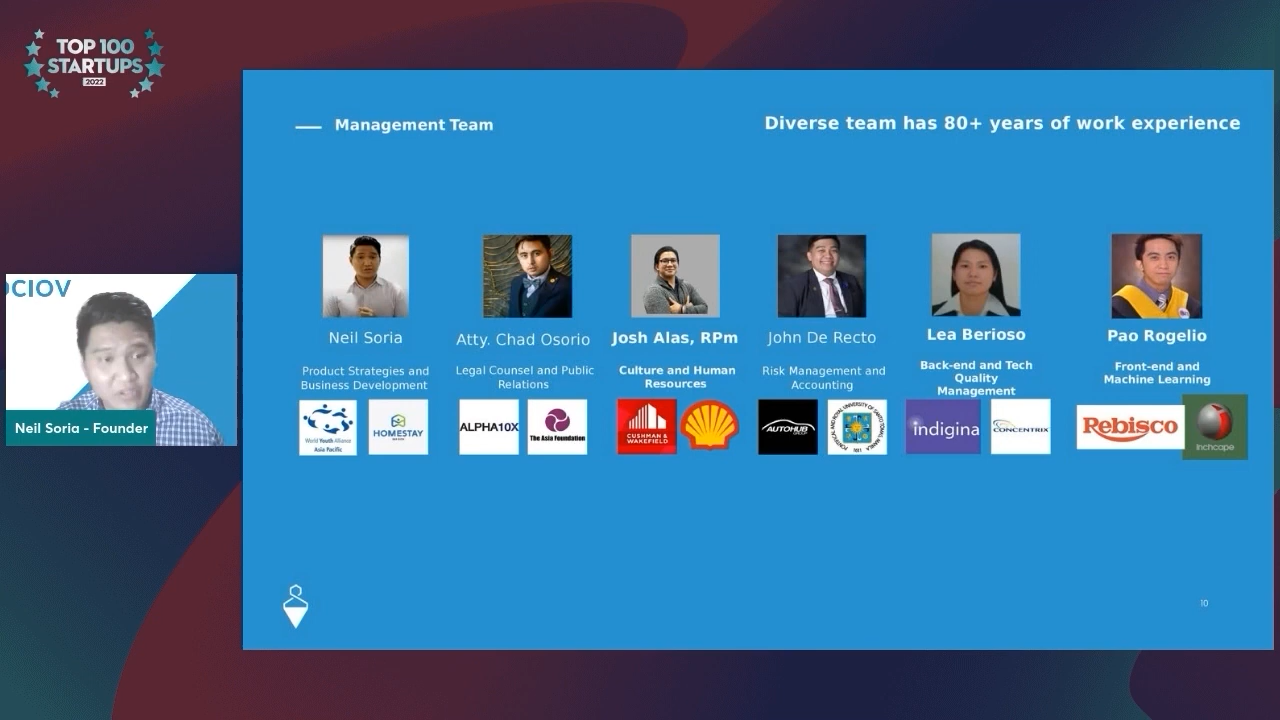 TOP 100
STARTUPS
2022
Management Team
Diverse team has 80+ years of work experience
OCIOV
Neil Soria - Founder
Neil Soria
Product Strategies and
Business Development
World Youth Alliance
Asia Pacific
HOMESTAY
Atty. Chad Osorio
Legal Counsel and Public
Relations
ALPHA10X
The Asia Foundation
Josh Alas, RPm
Culture and Human
Resources
CUSHMAN &
WAKEFIELD
John De Recto
Risk Management and
Accounting
AUTOHUB
GROUP
Lea Berioso
Back-end and Tech
Quality
Management
indigina
CONCENTRIX
Pao Rogelio
Front-end and
Machine Learning
Rebisco
Inchcape
10